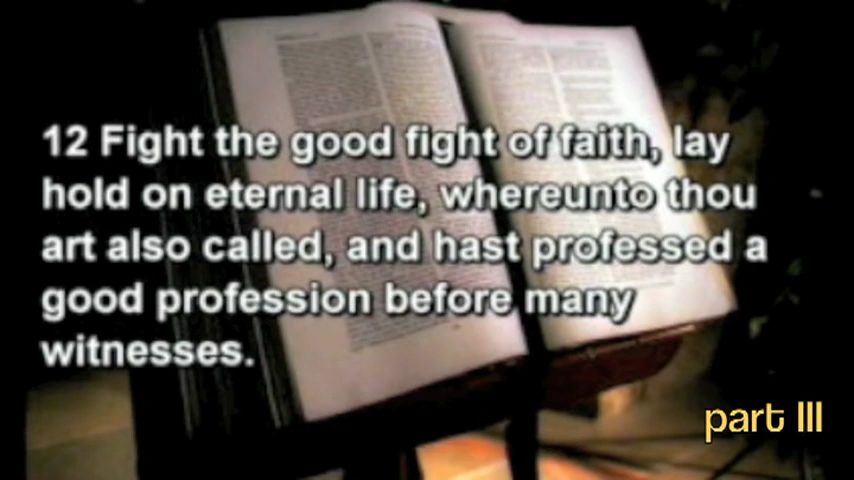 12 Fight the good fight of faith, lay
hold on eternal life, whereunto thou
art also called, and hast professed a
good profession before many
witnesses.
part III